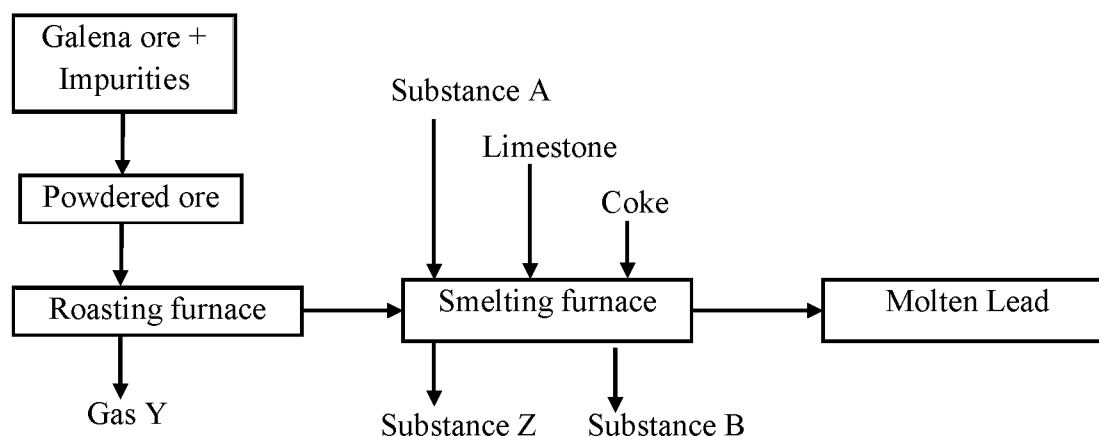 Galena ore +
Impurities
Substance A
Limestone
Powdered ore
Coke
Roasting furnace
Smelting furnace
Molten Lead
Gas Y
Substance Z
Substance B